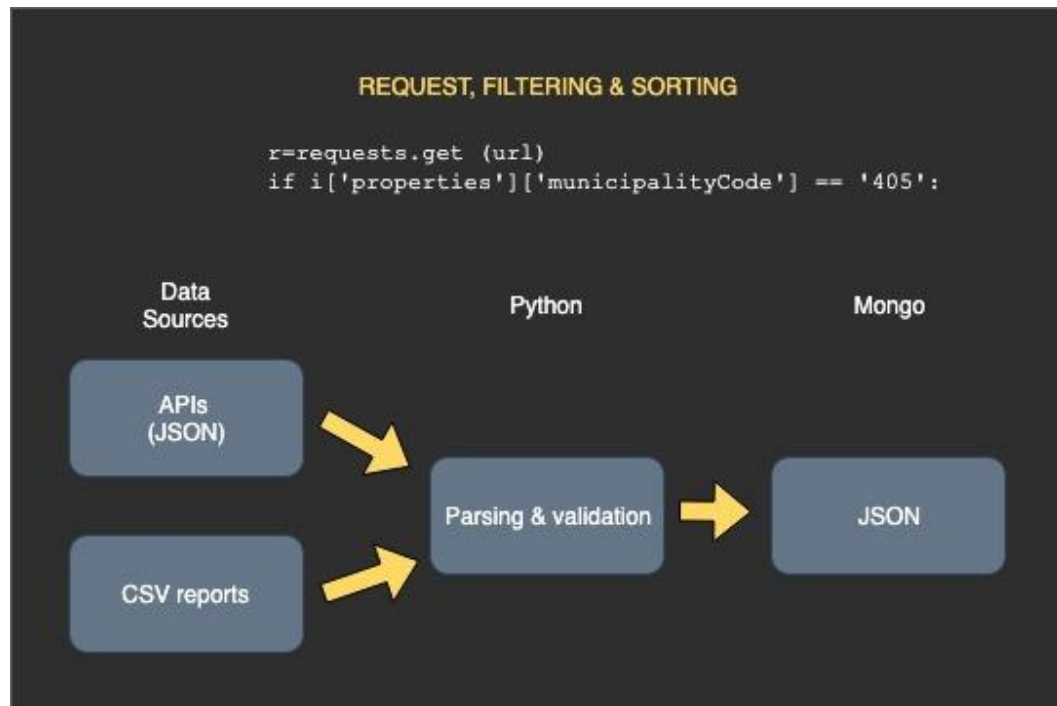 REQUEST, FILTERING & SORTING
r=requests.get (url)
if i['properties']['municipalityCode'] == '405':
Data
Sources
Python
Mongo
APIs
(JSON)
Parsing & validation
JSON
CSV reports